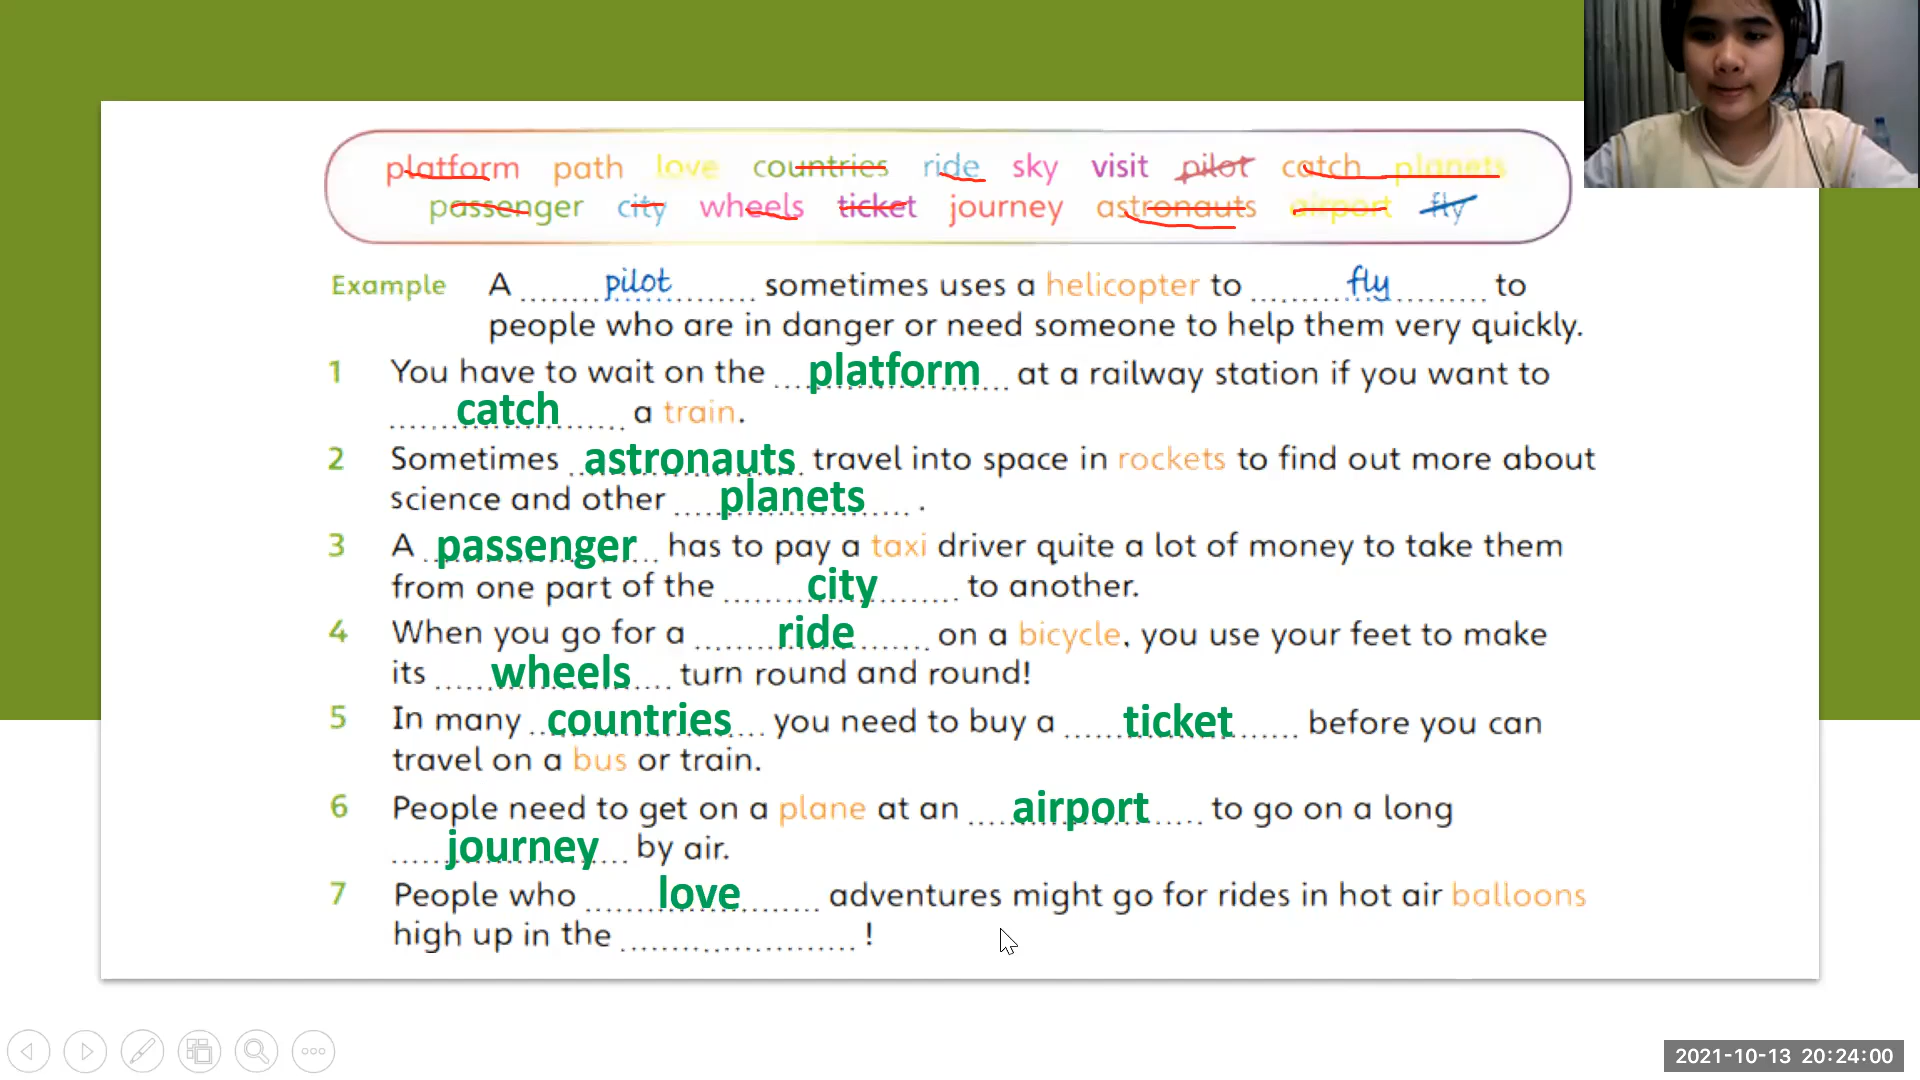 platform path love countries ride sky visit pilot catch planets
passenger city wheels ticket journey astronauts airport fly
Example A pilot sometimes uses a helicopter to fly to
people who are in danger or need someone to help them very quickly.
1 You have to wait on the platform at a railway station if you want to
catch a train.
2 Sometimes astronauts travel into space in rockets to find out more about
science and other planets.
3 A passenger has to pay a taxi driver quite a lot of money to take them
from one part of the city to another.
4 When you go for a ride on a bicycle, you use your feet to make
its wheels turn round and round!
5 In many countries you need to buy a ticket before you can
travel on a bus or train.
6 People need to get on a plane at an airport to go on a long
journey by air.
7 People who love adventures might go for rides in hot air balloons
high up in the ........................ !
2021-10-13 20:24:00